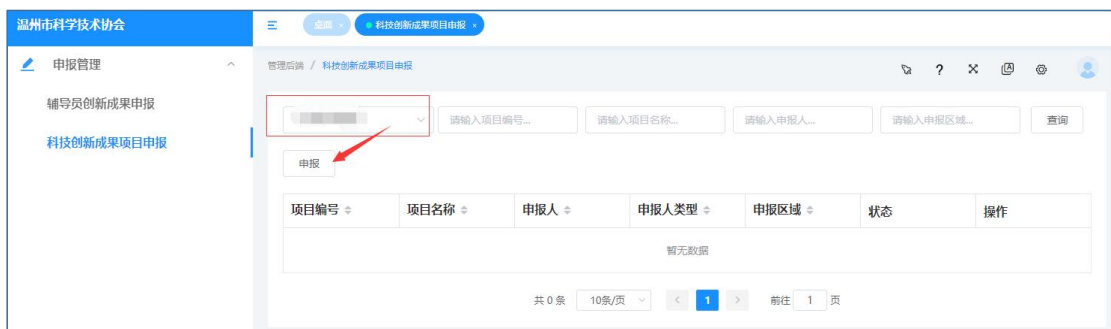 温州市科学技术协会
桌面 ×
科技创新成果项目申报 ×
申报管理
管理后端 / 科技创新成果项目申报
辅导员创新成果申报
请输入项目编号...
请输入项目名称...
请输入申报人...
请输入申报区域...
查询
科技创新成果项目申报
申报
项目编号 项目名称 申报人 申报人类型 申报区域 状态 操作
暂无数据
共 0 条 10条/页 < 1 > 前往 1 页